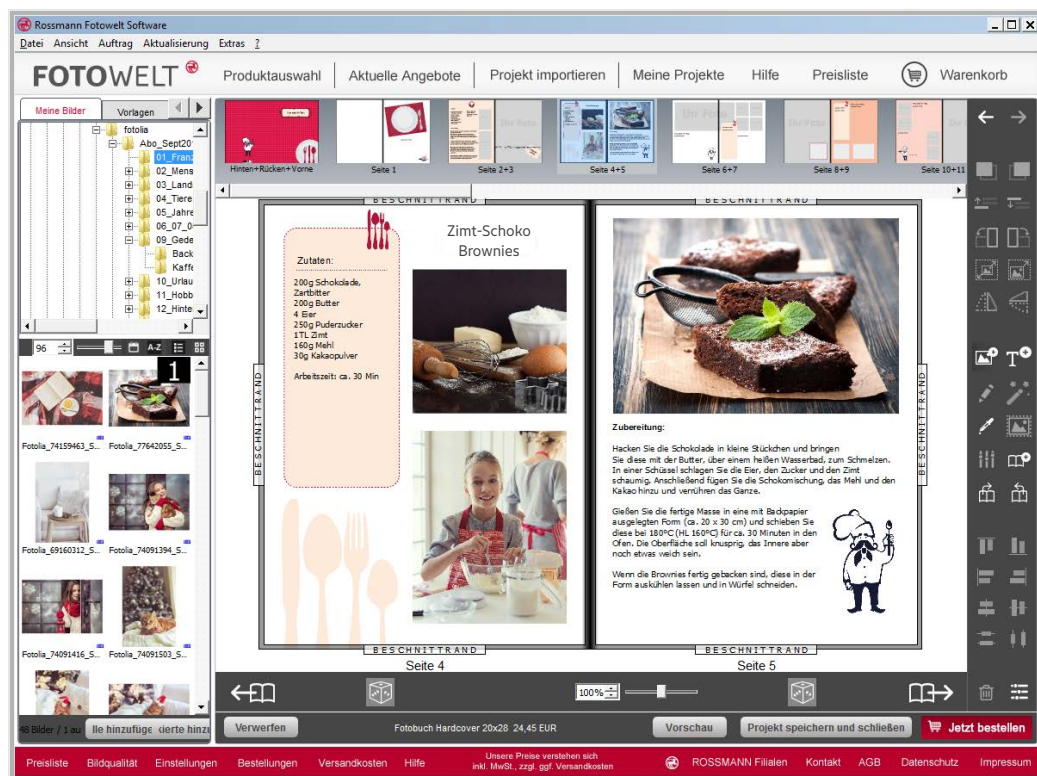 Rossmann Fotowelt Software
Datei Ansicht Auftrag Aktualisierung Extras ?
FOTOWELT Produktauswahl Aktuelle Angebote Projekt importieren Meine Projekte Hilfe Preisliste Warenkorb
Meine Bilder Vorlagen
fotolia
Abo_Sept20
01_Franz
02_Mens
03_Land
04_Tiere
05_Jahre
06_07_0
09_Gede
Back
Kaffe
10_Urlau
11_Hobb
12_Hinte
96 A-Z
1
Fotolia_74159463_S... Fotolia_77642055_S...
Fotolia_69160312_S... Fotolia_74091394_S...
Fotolia_74091416_S... Fotolia_74091503_S...
48 Bilder / 1 au lle hinzufüge cierte hinzu
Hinten+Rücken+Vorne Seite 1 Seite 2+3 Seite 4+5 Seite 6+7 Seite 8+9 Seite 10+11
Ihr Foto
BESCHNITTRAND BESCHNITTRAND
BESCHNITTRAND
BESCHNITTRAND
Zimt-Schoko
Brownies
Zutaten:
200g Schokolade,
Zartbitter
200g Butter
4 Eier
250g Puderzucker
1TL Zimt
160g Mehl
30g Kakaopulver
Arbeitszeit: ca. 30 Min
Zubereitung:
Hacken Sie die Schokolade in kleine Stückchen und bringen
Sie diese mit der Butter, über einem heißen Wasserbad, zum Schmelzen.
In einer Schüssel schlagen Sie die Eier, den Zucker und den Zimt
schaumig. Anschließend fügen Sie die Schokomischung, das Mehl und den
Kakao hinzu und verrühren das Ganze.
Gießen Sie die fertige Masse in eine mit Backpapier
ausgelegten Form (ca. 20 x 30 cm) und schieben Sie
diese bei 180°C (HL 160°C) für ca. 30 Minuten in den
Ofen. Die Oberfläche soll knusprig, das Innere aber
noch etwas weich sein.
Wenn die Brownies fertig gebacken sind, diese in der
Form auskühlen lassen und in Würfel schneiden.
BESCHNITTRAND BESCHNITTRAND
Seite 4 Seite 5
100%
Verwerfen Fotobuch Hardcover 20x28 24,45 EUR Vorschau Projekt speichern und schließen Jetzt bestellen
Preisliste Bildqualität Einstellungen Bestellungen Versandkosten Hilfe
Unsere Preise verstehen sich
inkl. MwSt., zzgl. ggf. Versandkosten
ROSSMANN Filialen Kontakt AGB Datenschutz Impressum